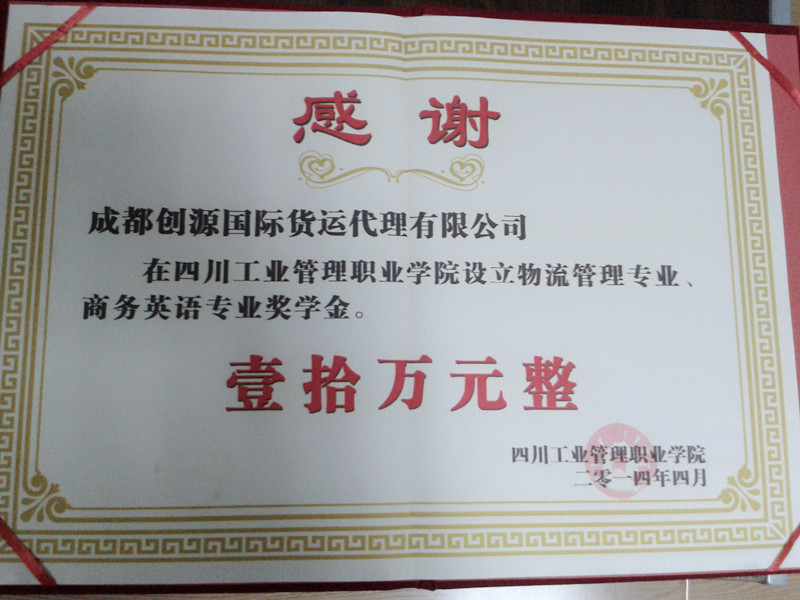 感谢
成都创源国际货运代理有限公司
在四川工业管理职业学院设立物流管理专业、
商务英语专业奖学金。
壹拾万元整
四川工业管理职业学院
二零一四年四月